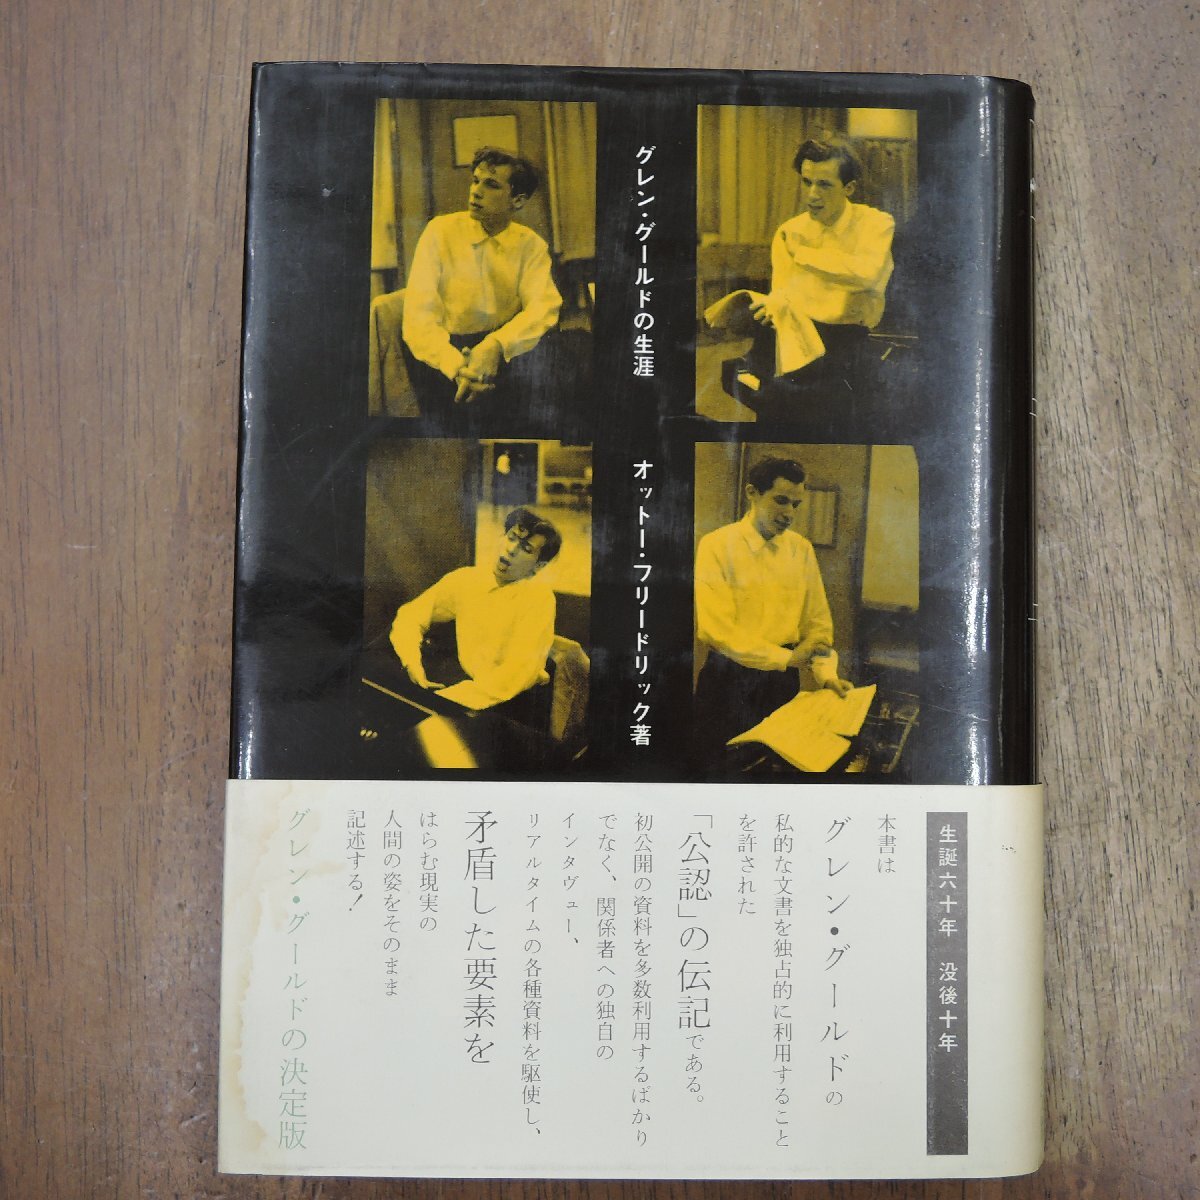 グレン・グールドの生涯
オットー・フリードリック著
生誕六十年 没後十年
本書は
グレン・グールドの
私的な文書を独占的に利用すること
を許された
「公認」の伝記である。
初公開の資料を多数利用するばかり
でなく、関係者への独自の
インタヴュー、
リアルタイムの各種資料を駆使し、
矛盾した要素を
はらむ現実の
人間の姿をそのまま
記述する!
グレン・グールドの決定版